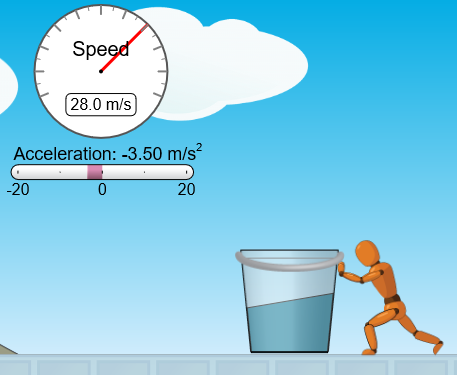 Speed
28.0 m/s
Acceleration: -3.50 m/s²
-20 0 20